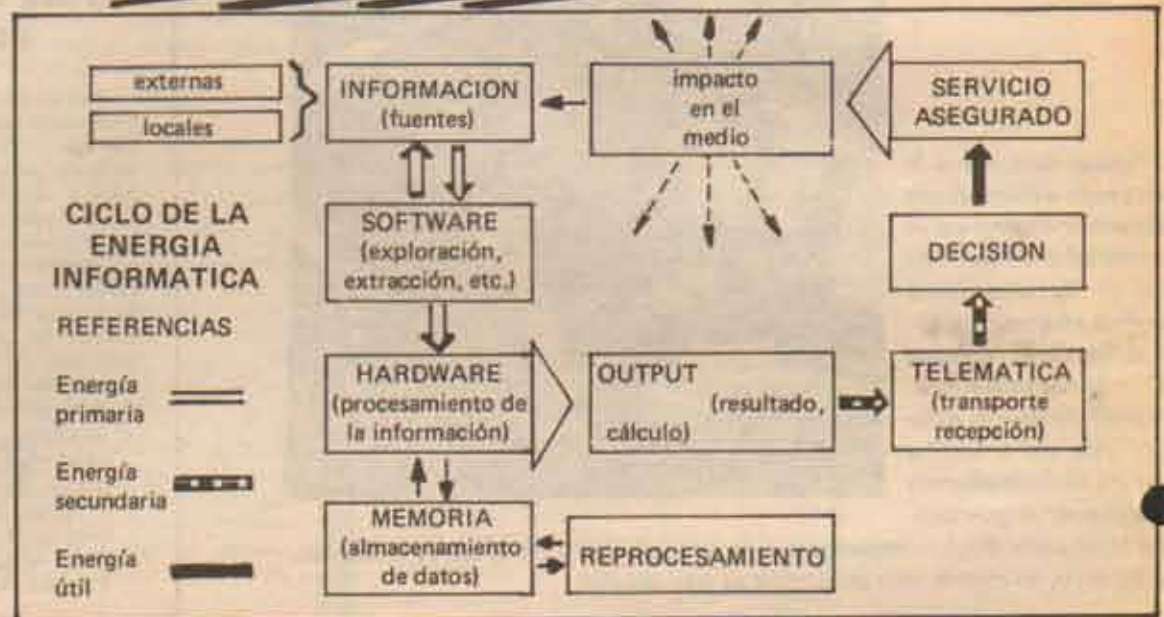 externas
locales
INFORMACION
(fuentes)
impacto
en el
medio
SERVICIO
ASEGURADO
CICLO DE LA
ENERGIA
INFORMATICA
SOFTWARE
(exploración,
extracción, etc.)
DECISION
REFERENCIAS
Energía
primaria
Energía
secundaria
Energía
útil
HARDWARE
(procesamiento de
la información)
OUTPUT
(resultado,
cálculo)
TELEMATICA
(transporte
recepción)
MEMORIA
(almacenamiento
de datos)
REPROCESAMIENTO